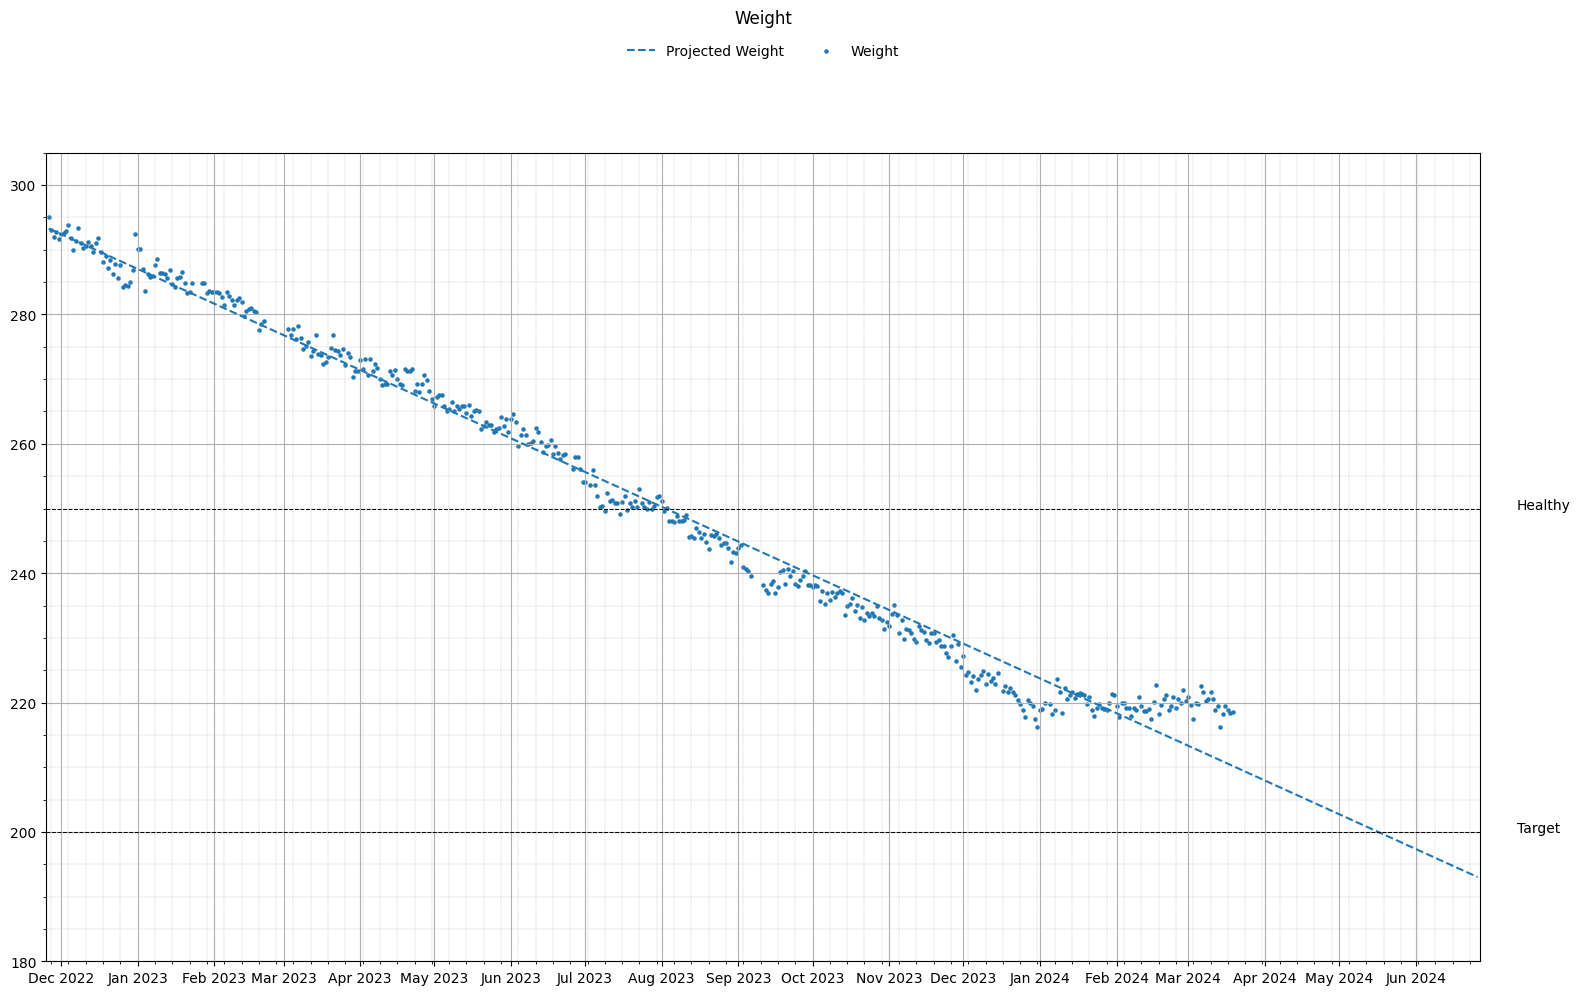 Weight
Projected Weight Weight
300
280
260
Healthy
240
220
200 Target
180
Dec 2022 Jan 2023 Feb 2023 Mar 2023 Apr 2023 May 2023 Jun 2023 Jul 2023 Aug 2023 Sep 2023 Oct 2023 Nov 2023 Dec 2023 Jan 2024 Feb 2024 Mar 2024 Apr 2024 May 2024 Jun 2024